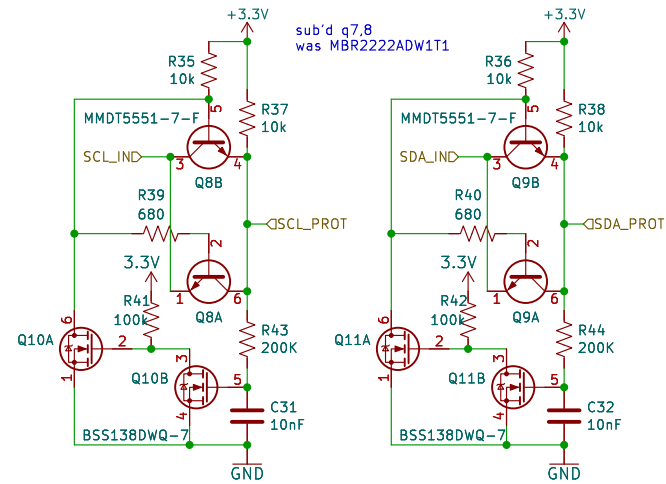 +3.3V
sub'd q7,8
was MBR2222ADW1T1
+3.3V
R35
10k
R37
10k
5
MMDT5551-7-F
SCL_IN
3
4
Q8B
R39
680
2
SCL_PROT
3.3V
1
6
Q8A
R41
100k
6
Q10A
2
1
R43
200K
3
Q10B
5
4
C31
10nF
BSS138DWQ-7
GND
R36
10k
R38
10k
5
MMDT5551-7-F
SDA_IN
3
4
Q9B
R40
680
2
SDA_PROT
3.3V
1
6
Q9A
R42
100k
6
Q11A
2
1
R44
200K
3
Q11B
5
4
C32
10nF
BSS138DWQ-7
GND